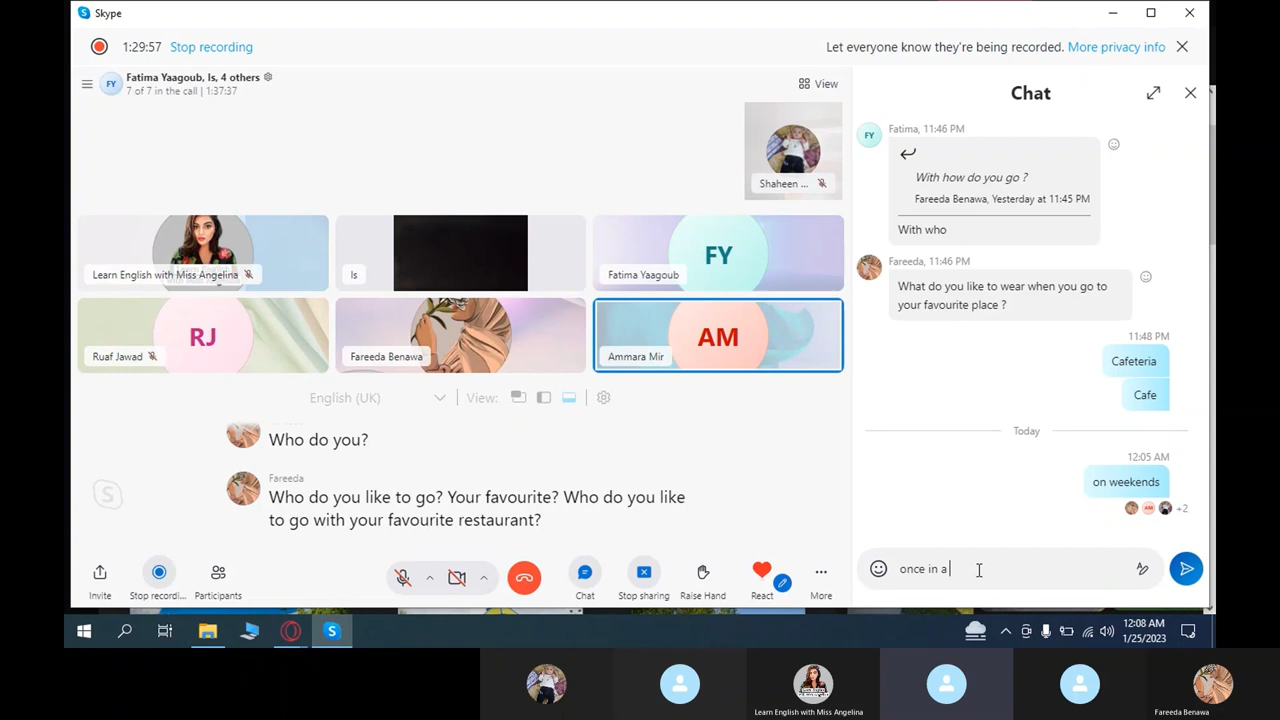 Skype
1:29:57 Stop recording
Let everyone know they're being recorded. More privacy info
FY
Fatima Yaagoub, Is, 4 others
7 of 7 in the call | 1:37:37
View
Shaheen ...
Learn English with Miss Angelina
Is
FY
Fatima Yaagoub
RJ
Ruaf Jawad
Fareeda Benawa
AM
Ammara Mir
English (UK)
View:
Who do you?
Fareeda
Who do you like to go? Your favourite? Who do you like
to go with your favourite restaurant?
Invite
Stop recordi...
Participants
Chat
Stop sharing
Raise Hand
React
More
Chat
FY
Fatima, 11:46 PM
With how do you go ?
Fareeda Benawa, Yesterday at 11:45 PM
With who
Fareeda, 11:46 PM
What do you like to wear when you go to
your favourite place ?
11:48 PM
Cafeteria
Cafe
Today
12:05 AM
on weekends
AM
+2
once in a
12:08 AM
1/25/2023
Learn English with Miss Angelina
Fareeda Benawa